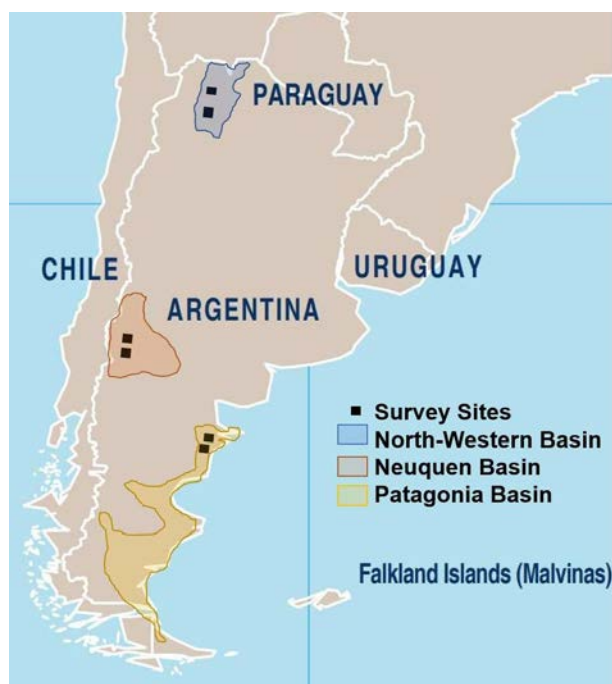 PARAGUAY
CHILE
URUGUAY
ARGENTINA
Survey Sites
North-Western Basin
Neuquen Basin
Patagonia Basin
Falkland Islands (Malvinas)